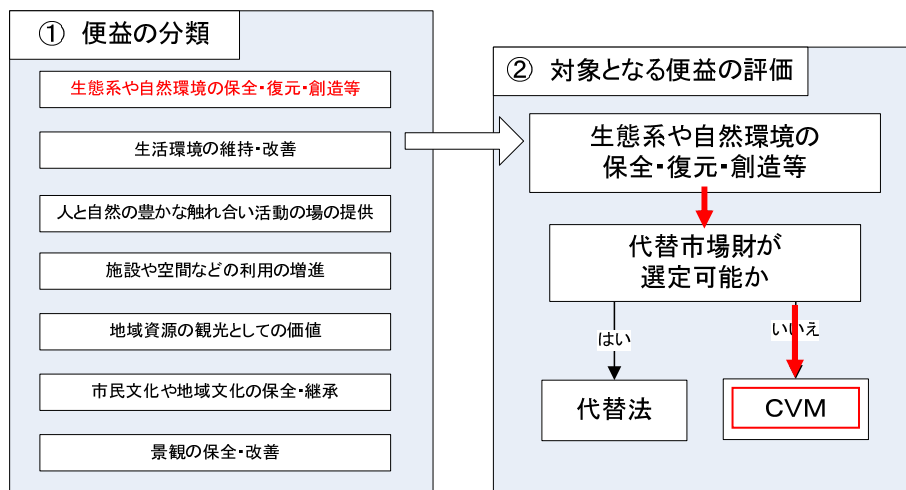 ① 便益の分類
生態系や自然環境の保全・復元・創造等
生活環境の維持・改善
人と自然の豊かな触れ合い活動の場の提供
施設や空間などの利用の増進
地域資源の観光としての価値
市民文化や地域文化の保全・継承
景観の保全・改善
② 対象となる便益の評価
生態系や自然環境の
保全・復元・創造等
代替市場財が
選定可能か
はい
いいえ
代替法
CVM